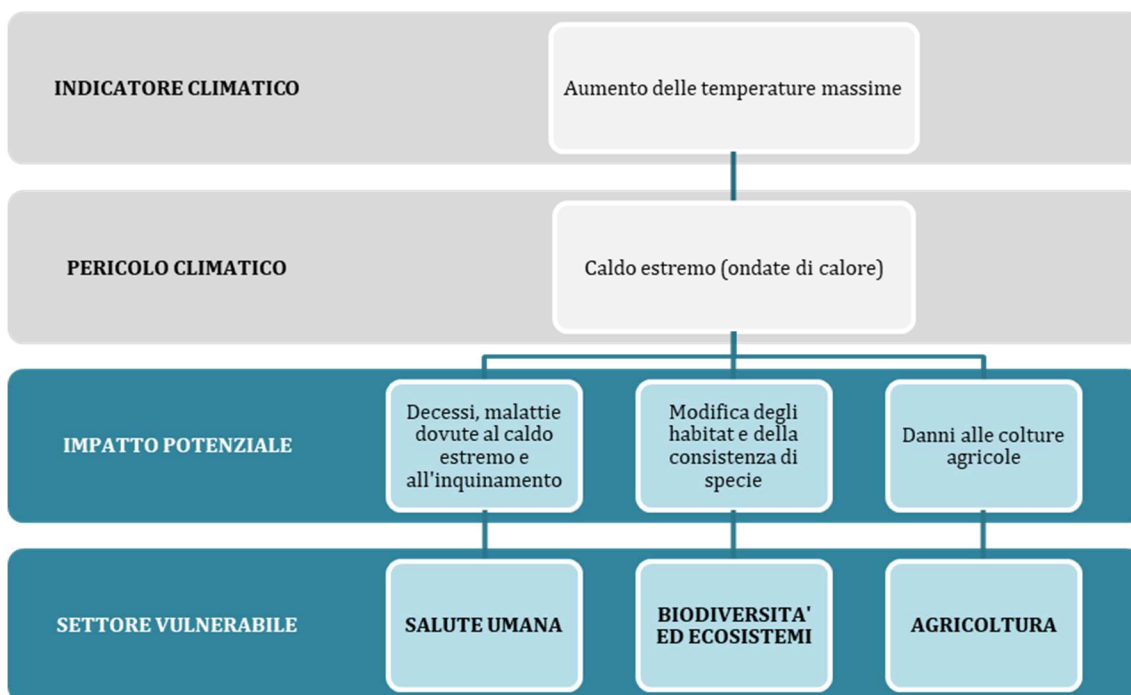 INDICATORE CLIMATICO
Aumento delle temperature massime
PERICOLO CLIMATICO
Caldo estremo (ondate di calore)
IMPATTO POTENZIALE
Decessi, malattie
dovute al caldo
estremo e
all'inquinamento
Modifica degli
habitat e della
consistenza di
specie
Danni alle colture
agricole
SETTORE VULNERABILE
SALUTE UMANA
BIODIVERSITA'
ED ECOSISTEMI
AGRICOLTURA